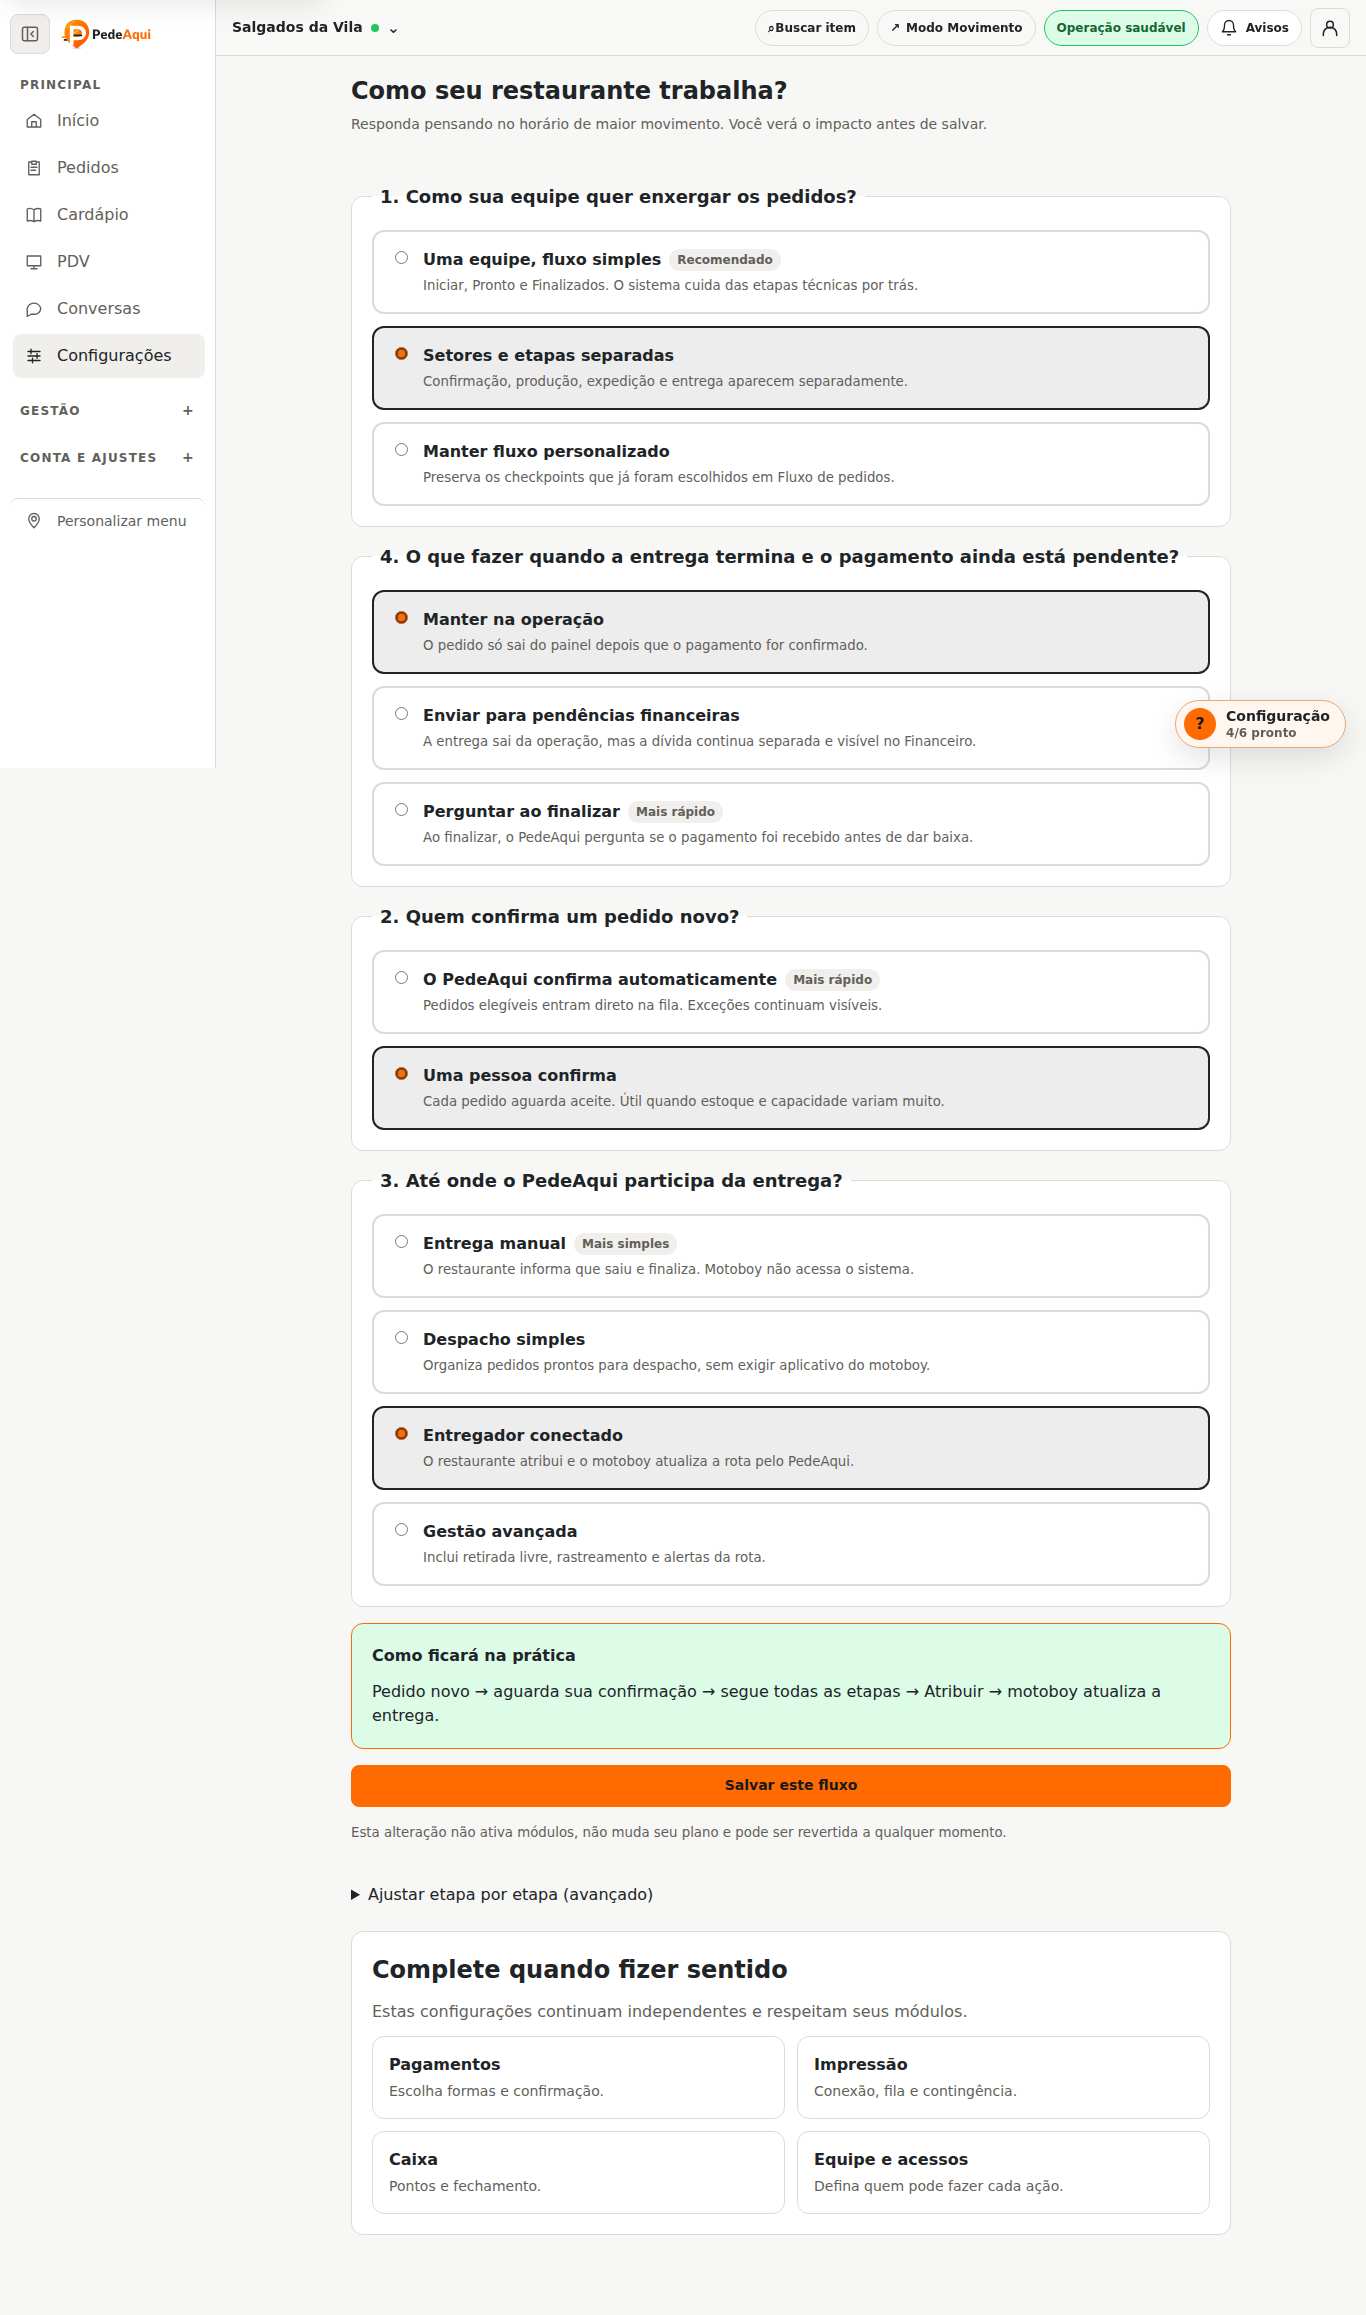 PedeAqui
PRINCIPAL
Início
Pedidos
Cardápio
PDV
Conversas
Configurações
GESTÃO +
CONTA E AJUSTES +
Personalizar menu
Salgados da Vila
Buscar item
↗ Modo Movimento
Operação saudável
Avisos
Como seu restaurante trabalha?
Responda pensando no horário de maior movimento. Você verá o impacto antes de salvar.
1. Como sua equipe quer enxergar os pedidos?
Uma equipe, fluxo simples Recomendado
Iniciar, Pronto e Finalizados. O sistema cuida das etapas técnicas por trás.
Setores e etapas separadas
Confirmação, produção, expedição e entrega aparecem separadamente.
Manter fluxo personalizado
Preserva os checkpoints que já foram escolhidos em Fluxo de pedidos.
4. O que fazer quando a entrega termina e o pagamento ainda está pendente?
Manter na operação
O pedido só sai do painel depois que o pagamento for confirmado.
Enviar para pendências financeiras
A entrega sai da operação, mas a dívida continua separada e visível no Financeiro.
Perguntar ao finalizar Mais rápido
Ao finalizar, o PedeAqui pergunta se o pagamento foi recebido antes de dar baixa.
? Configuração
4/6 pronto
2. Quem confirma um pedido novo?
O PedeAqui confirma automaticamente Mais rápido
Pedidos elegíveis entram direto na fila. Exceções continuam visíveis.
Uma pessoa confirma
Cada pedido aguarda aceite. Útil quando estoque e capacidade variam muito.
3. Até onde o PedeAqui participa da entrega?
Entrega manual Mais simples
O restaurante informa que saiu e finaliza. Motoboy não acessa o sistema.
Despacho simples
Organiza pedidos prontos para despacho, sem exigir aplicativo do motoboy.
Entregador conectado
O restaurante atribui e o motoboy atualiza a rota pelo PedeAqui.
Gestão avançada
Inclui retirada livre, rastreamento e alertas da rota.
Como ficará na prática
Pedido novo → aguarda sua confirmação → segue todas as etapas → Atribuir → motoboy atualiza a
entrega.
Salvar este fluxo
Esta alteração não ativa módulos, não muda seu plano e pode ser revertida a qualquer momento.
Ajustar etapa por etapa (avançado)
Complete quando fizer sentido
Estas configurações continuam independentes e respeitam seus módulos.
Pagamentos
Escolha formas e confirmação.
Impressão
Conexão, fila e contingência.
Caixa
Pontos e fechamento.
Equipe e acessos
Defina quem pode fazer cada ação.